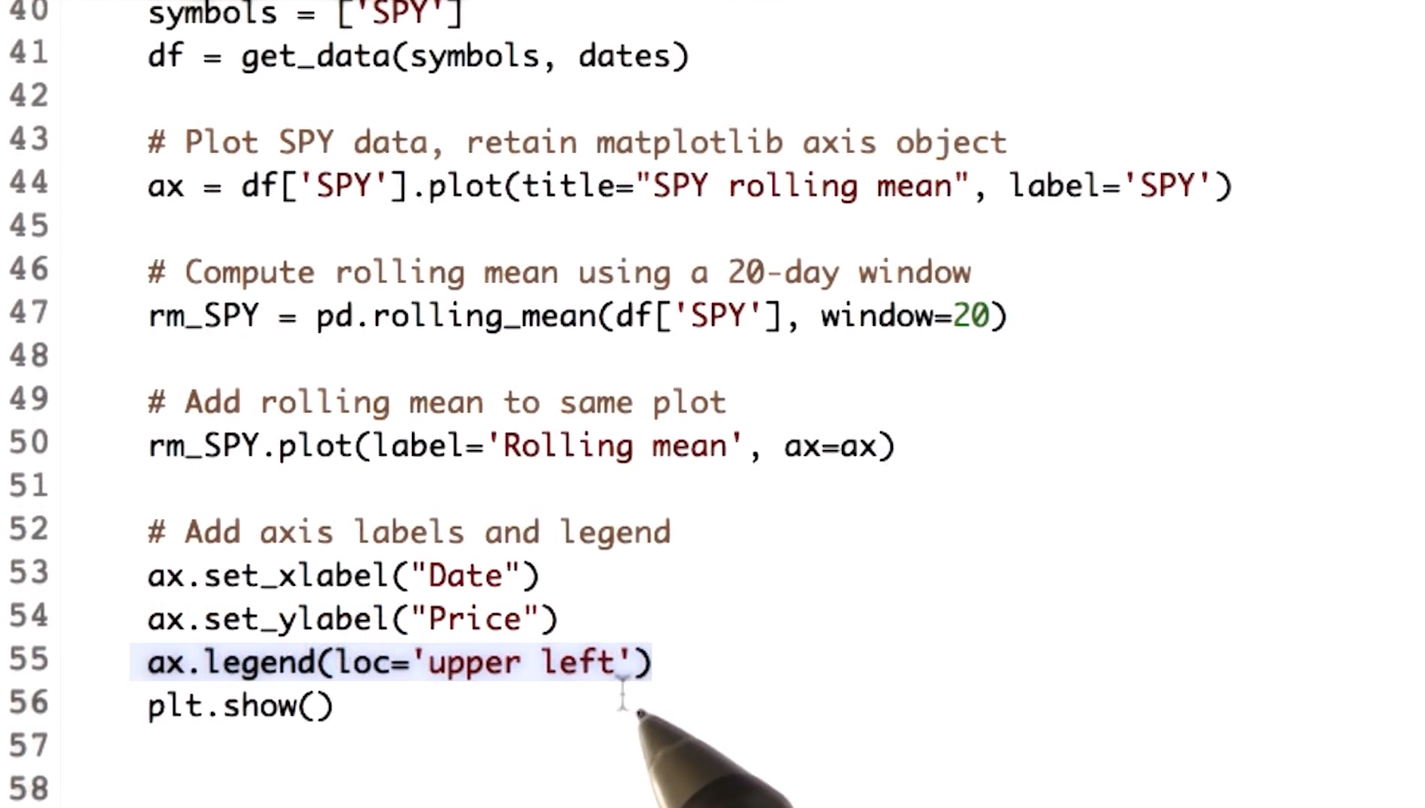 40 symbols = ['SPY']
41 df = get_data(symbols, dates)
42
43 # Plot SPY data, retain matplotlib axis object
44 ax = df['SPY'].plot(title="SPY rolling mean", label='SPY')
45
46 # Compute rolling mean using a 20-day window
47 rm_SPY = pd.rolling_mean(df['SPY'], window=20)
48
49 # Add rolling mean to same plot
50 rm_SPY.plot(label='Rolling mean', ax=ax)
51
52 # Add axis labels and legend
53 ax.set_xlabel("Date")
54 ax.set_ylabel("Price")
55 ax.legend(loc='upper left')
56 plt.show()
57
58